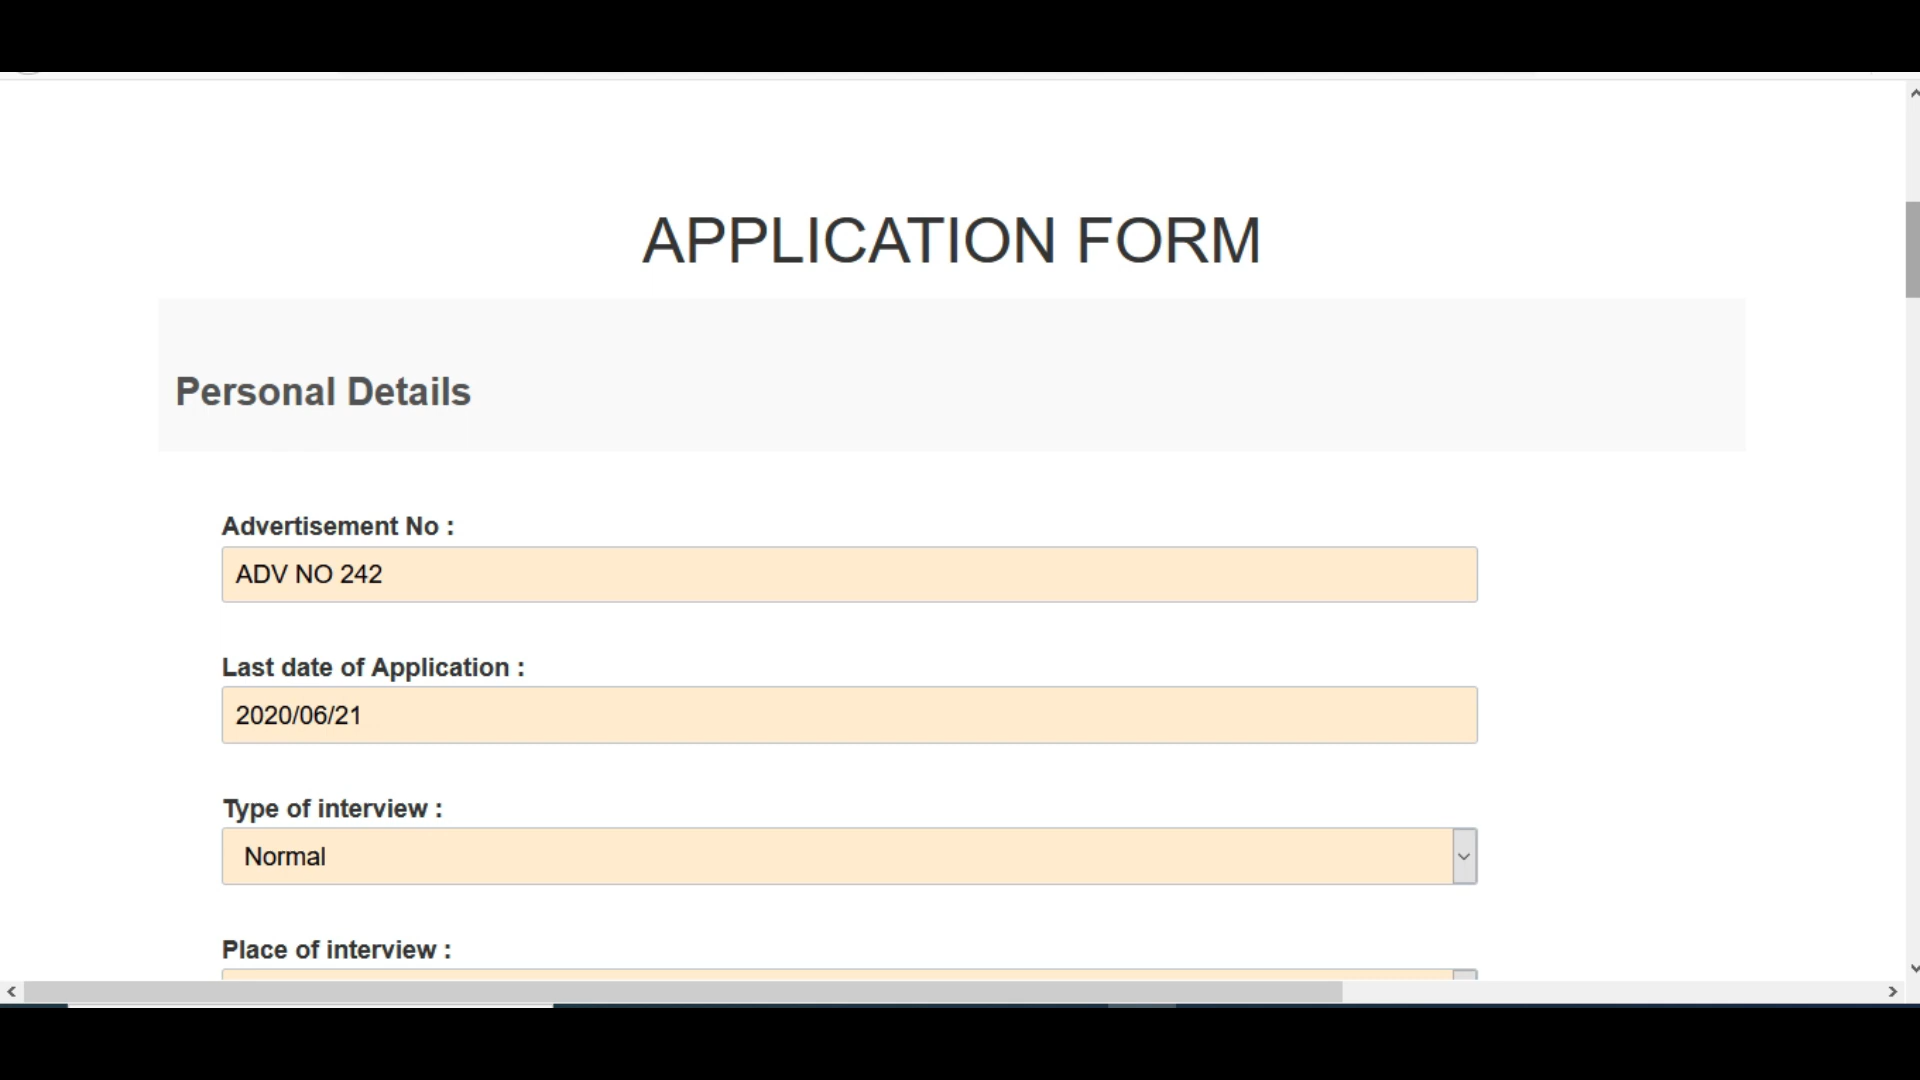 APPLICATION FORM
Personal Details
Advertisement No :
ADV NO 242
Last date of Application :
2020/06/21
Type of interview :
Normal
Place of interview :